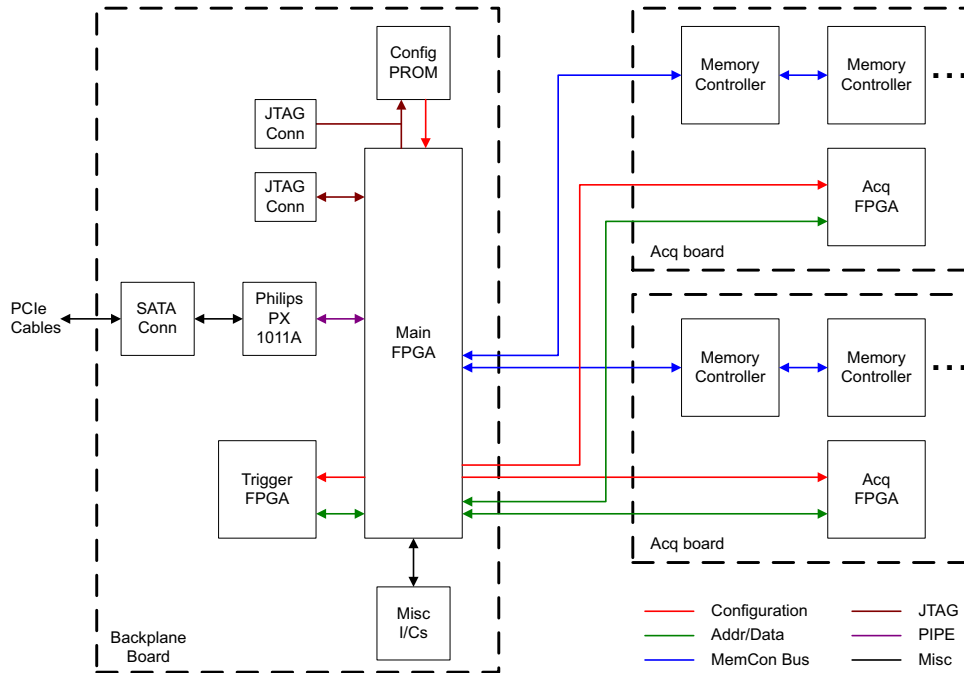 Config
PROM
JTAG
Conn
JTAG
Conn
PCIe
Cables
SATA
Conn
Philips
PX
1011A
Main
FPGA
Trigger
FPGA
Misc
I/Cs
Backplane
Board
Memory
Controller
Memory
Controller
Acq
FPGA
Acq board
Memory
Controller
Memory
Controller
Acq
FPGA
Acq board
Configuration
Addr/Data
MemCon Bus
JTAG
PIPE
Misc